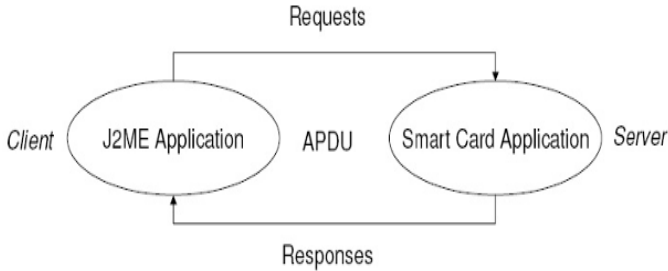 Requests
Client
J2ME Application
APDU
Smart Card Application
Server
Responses